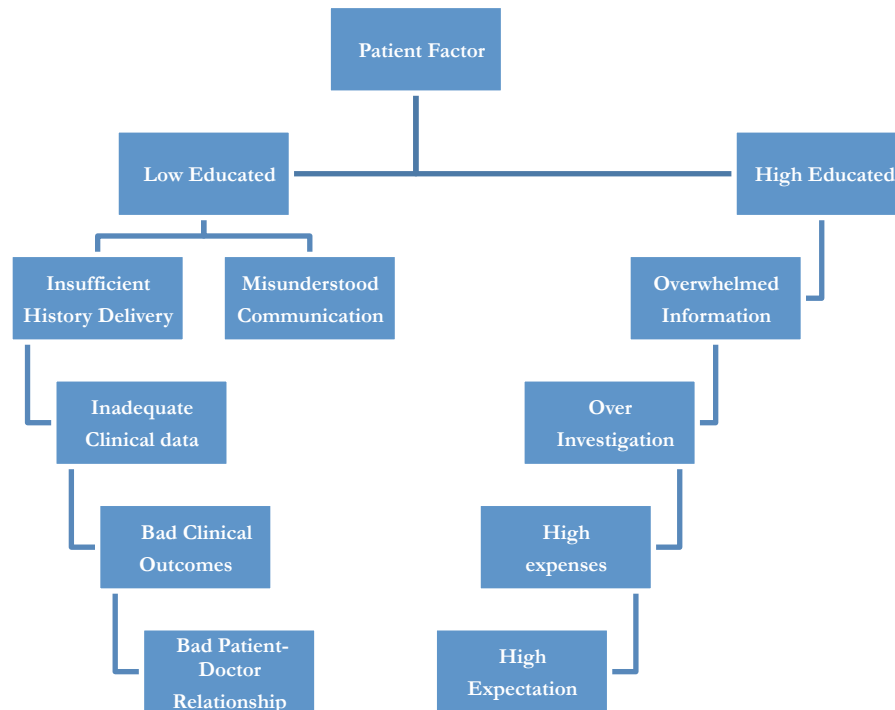 Patient Factor
Low Educated
High Educated
Insufficient
History Delivery
Misunderstood
Communication
Overwhelmed
Information
Inadequate
Clinical data
Over
Investigation
Bad Clinical
Outcomes
High
expenses
Bad Patient-
Doctor
Relationship
High
Expectation